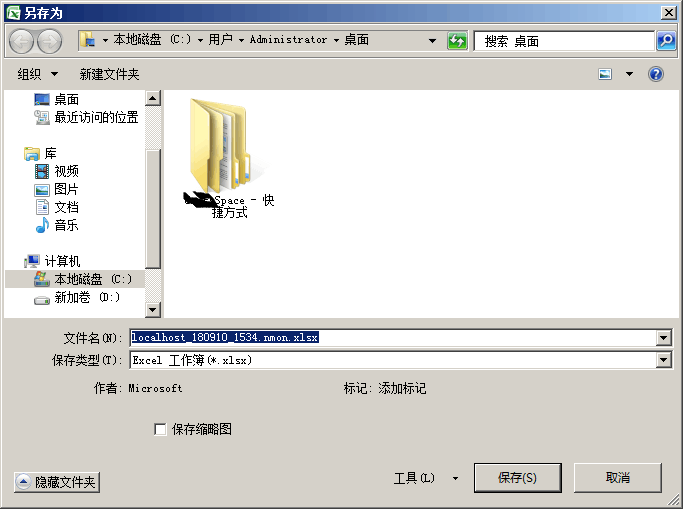 另存为
本地磁盘 (C:) 用户 Administrator 桌面
搜索 桌面
组织 新建文件夹
桌面
最近访问的位置
库
视频
图片
文档
音乐
计算机
本地磁盘 (C:)
新加卷 (D:)
Space - 快
捷方式
文件名(N): localhost_180910_1534.nmon.xlsx
保存类型(T): Excel 工作簿(*.xlsx)
作者: Microsoft 标记: 添加标记
保存缩略图
隐藏文件夹 工具(L) 保存(S) 取消